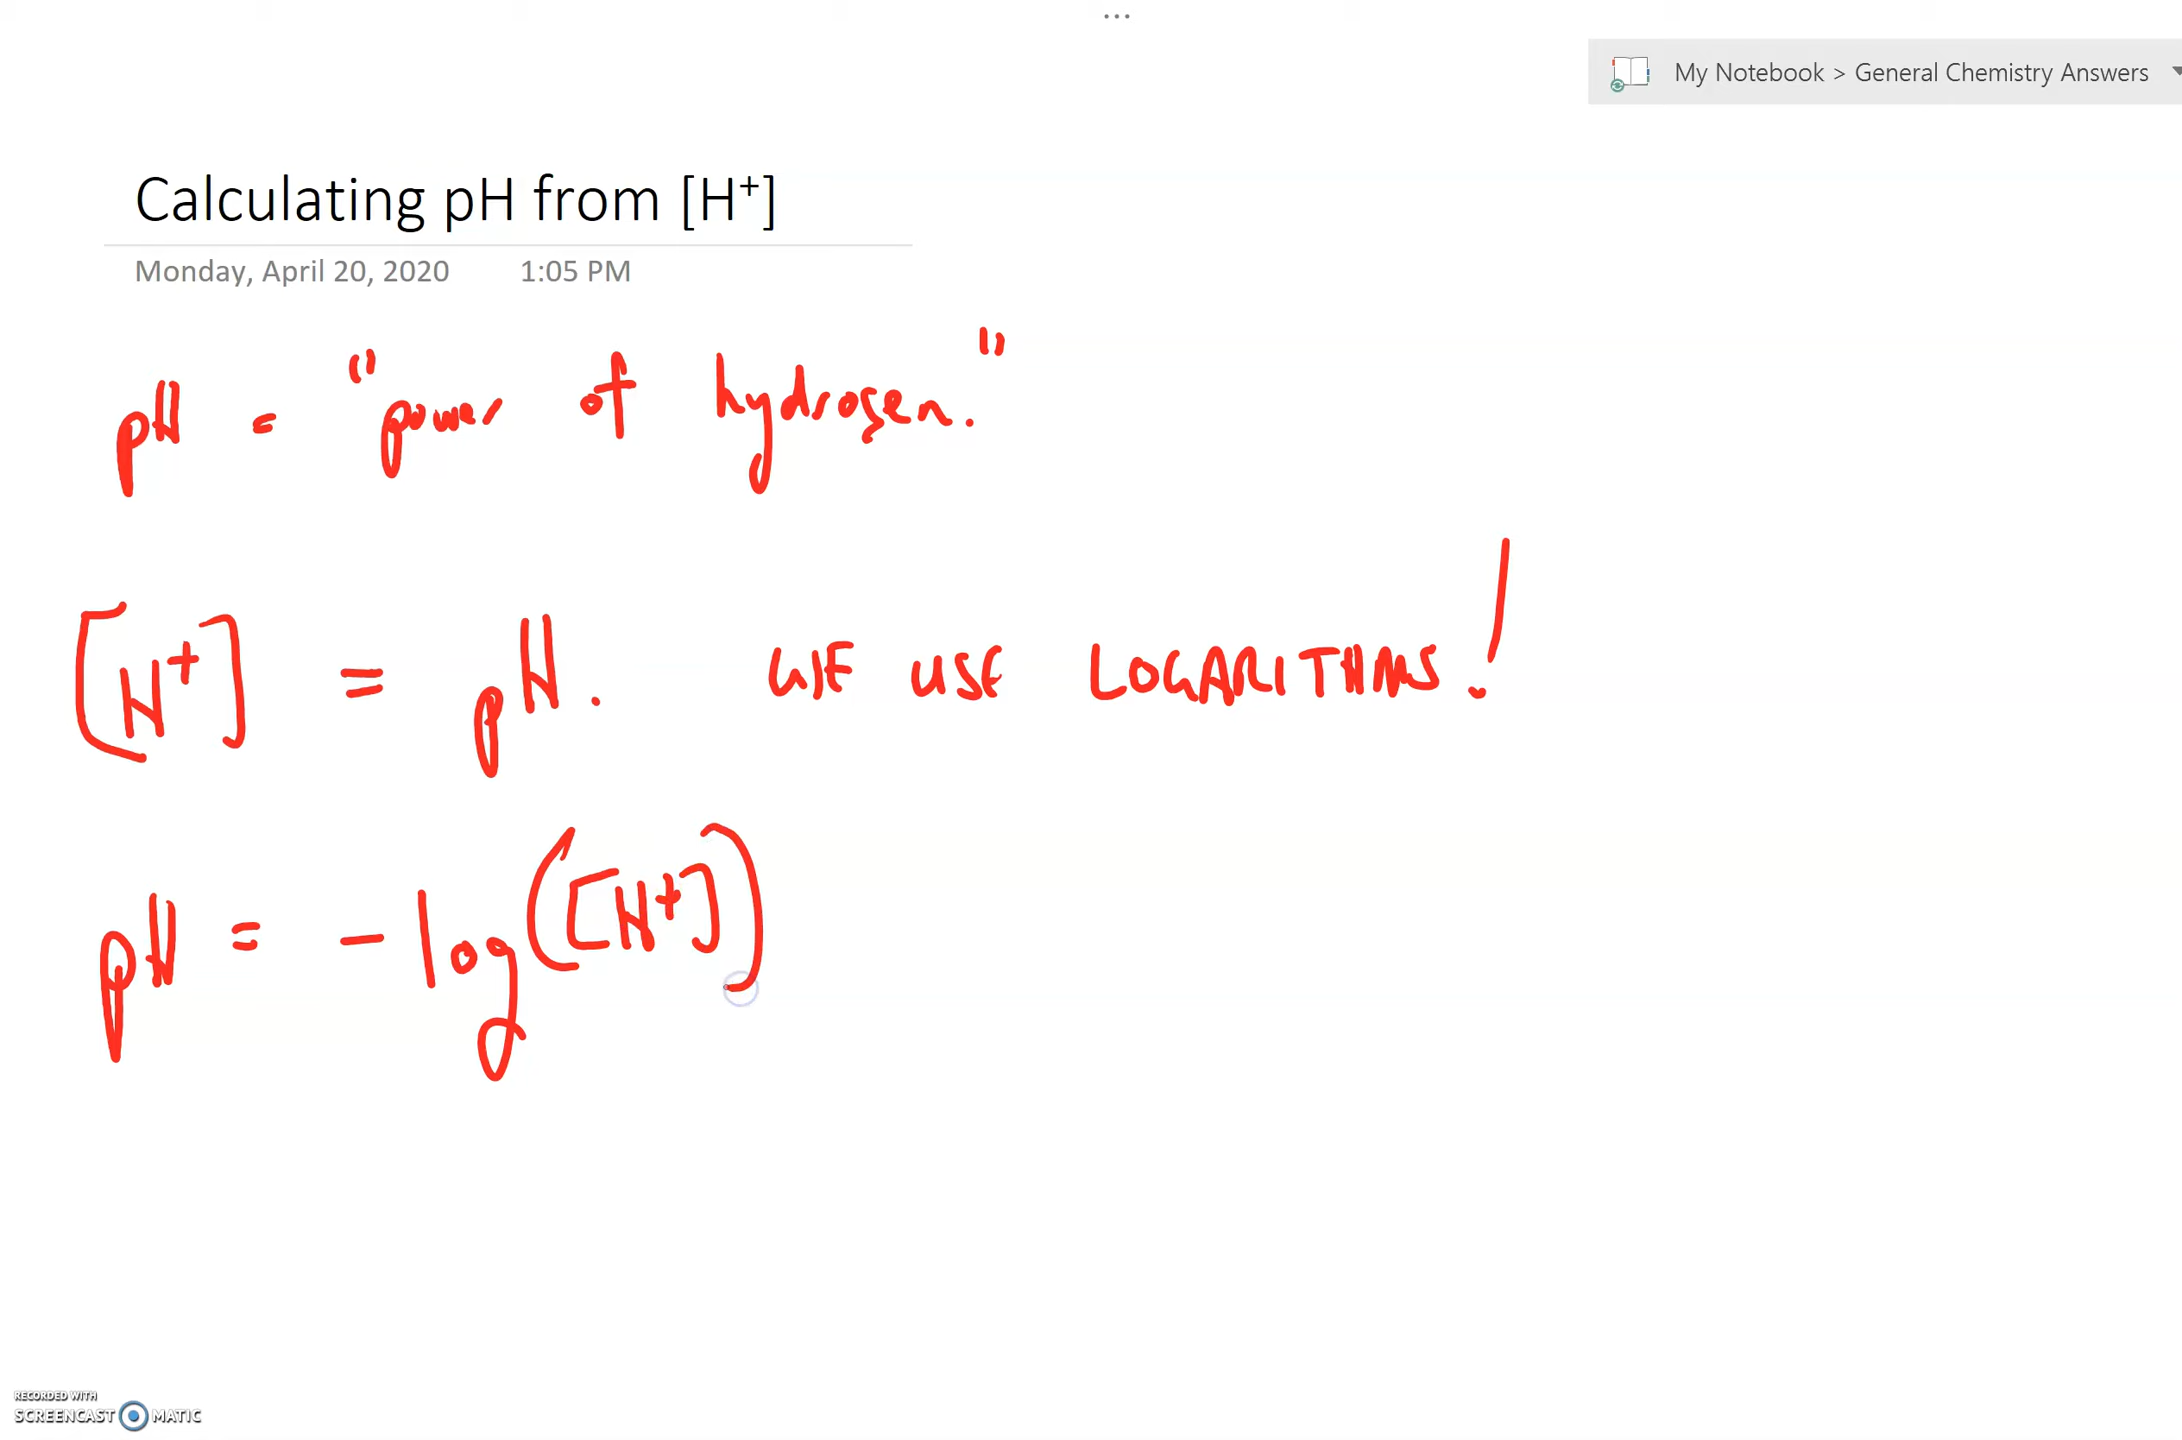 ...
My Notebook > General Chemistry Answers
Calculating pH from [H⁺]
Monday, April 20, 2020 1:05 PM
pH = "power of hydrogen."
[H⁺] = pH. WE USE LOGARITHMS!
pH = -log([H⁺])
RECORDED WITH
SCREENCAST MATIC